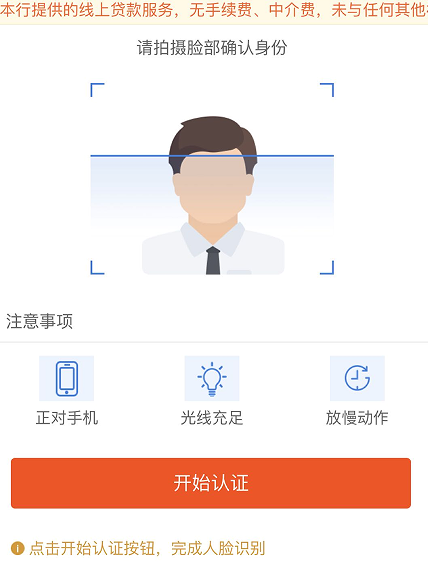 本行提供的线上贷款服务，无手续费、中介费，未与任何其他
请拍摄脸部确认身份
注意事项
正对手机 光线充足 放慢动作
开始认证
点击开始认证按钮，完成人脸识别